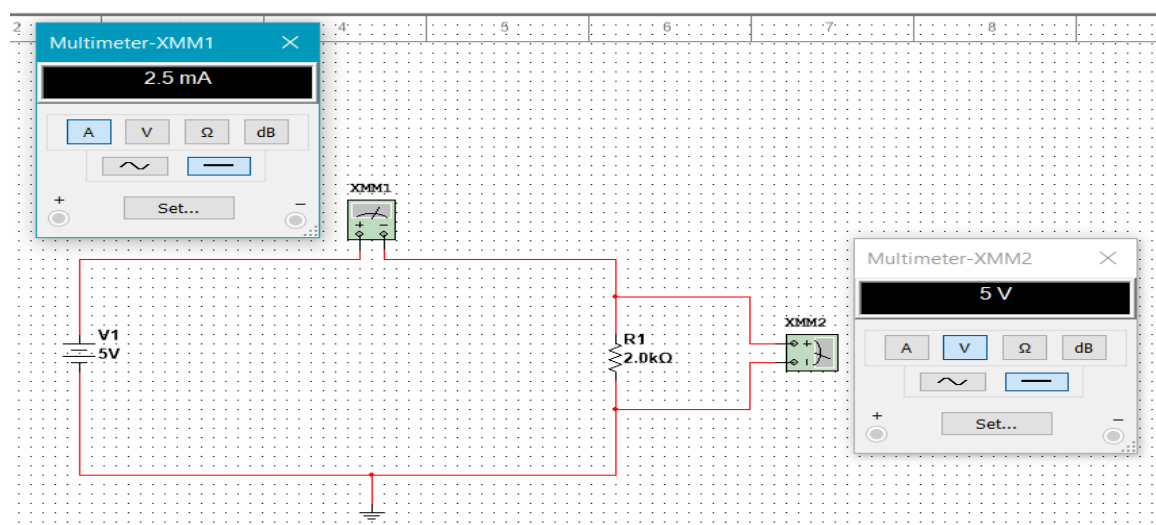 2 4 5 6 7 8
Multimeter-XMM1
2.5 mA
A V Ω dB
+ Set... −
XMM1
+ −
V1
5V
R1
2.0kΩ
XMM2
+
−
Multimeter-XMM2
5 V
A V Ω dB
+ Set... −